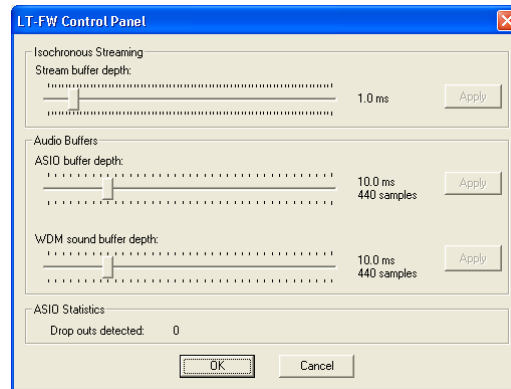 LT-FW Control Panel
Isochronous Streaming
Stream buffer depth:
1.0 ms
Apply
Audio Buffers
ASIO buffer depth:
10.0 ms
440 samples
Apply
WDM sound buffer depth:
10.0 ms
440 samples
Apply
ASIO Statistics
Drop outs detected: 0
OK Cancel